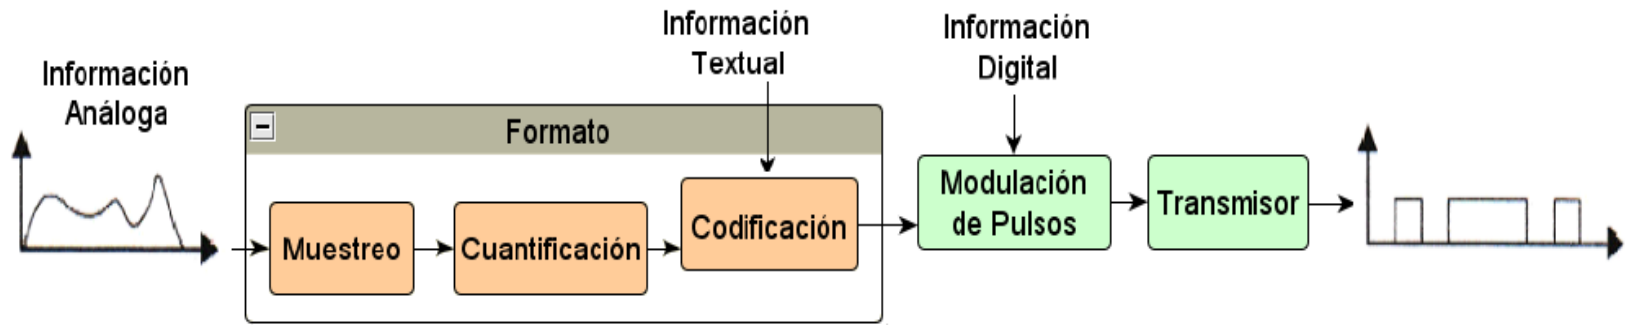 Información
Análoga
Formato
Muestreo
Cuantificación
Información
Textual
Codificación
Información
Digital
Modulación
de Pulsos
Transmisor